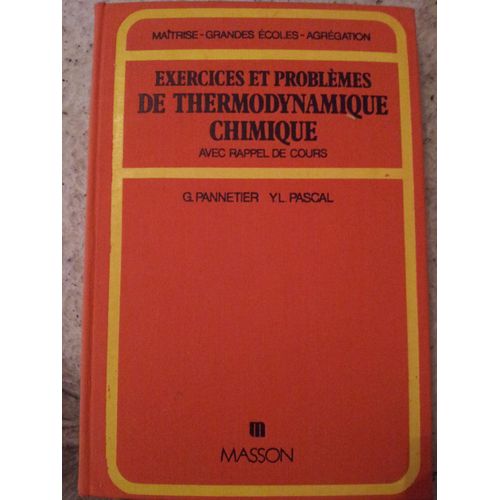 MAÎTRISE - GRANDES ÉCOLES - AGRÉGATION
EXERCICES ET PROBLÈMES
DE THERMODYNAMIQUE
CHIMIQUE
AVEC RAPPEL DE COURS
G. PANNETIER Y.L. PASCAL
m
MASSON